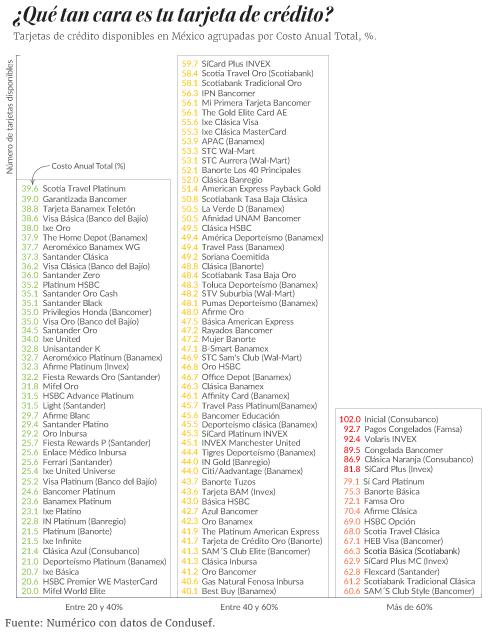 ¿Qué tan cara es tu tarjeta de crédito?
Tarjetas de crédito disponibles en México agrupadas por Costo Anual Total, %.
Número de tarjetas disponibles
Costo Anual Total (%)
39.6 Scotia Travel Platinum
39.0 Garantizada Bancomer
38.8 Tarjeta Banamex Teletón
38.6 Visa Básica (Banco del Bajío)
38.0 Ixe Oro
37.9 The Home Depot (Banamex)
37.7 Aeroméxico Banamex WG
37.3 Santander Clásica
36.2 Visa Clásica (Banco del Bajío)
36.0 Santander Zero
35.2 Platinum HSBC
35.1 Santander Oro Cash
35.1 Santander Black
35.0 Privilegios Honda (Bancomer)
35.0 Visa Oro (Banco del Bajío)
34.5 Santander Oro
34.0 Ixe United
32.8 Unisantander K
32.7 Aeroméxico Platinum (Banamex)
32.3 Afirme Platinum (Invex)
32.2 Fiesta Rewards Oro (Santander)
31.8 Mifel Oro
31.5 HSBC Advance Platinum
31.5 Light (Santander)
29.7 Afirme Blanc
29.4 Santander Platino
29.2 Oro Inbursa
25.7 Fiesta Rewards P (Santander)
25.6 Enlace Médico Inbursa
25.6 Ferrari (Santander)
25.4 Ixe United Universe
25.2 Visa Platinum (Banco del Bajío)
24.6 Bancomer Platinum
23.6 Banamex Platinum
23.1 Ixe Platino
22.8 IN Platinum (Banregio)
21.5 Platinum (Banorte)
21.5 Ixe Infinite
21.4 Clásica Azul (Consubanco)
21.0 Deporteísmo Platinum (Banamex)
20.7 Ixe Básica
20.6 HSBC Premier WE MasterCard
20.0 Mifel World Elite
Entre 20 y 40%
59.7 SíCard Plus INVEX
58.4 Scotia Travel Oro (Scotiabank)
58.1 Scotiabank Tradicional Oro
56.3 IPN Bancomer
56.1 Mi Primera Tarjeta Bancomer
56.1 The Gold Elite Card AE
55.6 Ixe Clásica Visa
55.3 Ixe Clásica MasterCard
53.9 APAC (Banamex)
53.3 STC Wal-Mart
53.1 STC Aurrera (Wal-Mart)
52.1 Banorte Los 40 Principales
52.0 Clásica Banregio
51.4 American Express Payback Gold
50.8 Scotiabank Tasa Baja Clásica
50.5 La Verde D (Banamex)
50.5 Afinidad UNAM Bancomer
49.5 Clásica HSBC
49.4 América Deporteísmo (Banamex)
49.4 Travel Pass (Banamex)
49.2 Soriana Coemitida
48.8 Clásica (Banorte)
48.4 Scotiabank Tasa Baja Oro
48.3 Toluca Deporteísmo (Banamex)
48.2 STV Suburbia (Wal-Mart)
48.1 Pumas Deporteísmo (Banamex)
48.0 Afirme Oro
47.5 Básica American Express
47.2 Rayados Bancomer
47.2 Mujer Banorte
47.1 B-Smart Banamex
46.9 STC Sam's Club (Wal-Mart)
46.8 Oro HSBC
46.7 Office Depot (Banamex)
46.3 Clásica Banamex
46.1 Affinity Card (Banamex)
45.7 Travel Pass Platinum(Banamex)
45.6 Bancomer Educación
45.5 Deporteísmo clásica (Banamex)
45.3 SíCard Platinum INVEX
45.1 INVEX Manchester United
44.4 Tigres Deporteísmo (Banamex)
44.0 IN Gold (Banregio)
44.0 Citi/Aadvantage (Banamex)
43.7 Banorte Tuzos
43.6 Tarjeta BAM (Invex)
43.0 Básica HSBC
42.7 Azul Bancomer
42.3 Oro Banamex
41.9 The Platinum American Express
41.7 Tarjeta de Crédito Oro (Banorte)
41.3 SAM´S Club Elite (Bancomer)
41.3 Clásica Inbursa
41.2 Oro Bancomer
40.6 Gas Natural Fenosa Inbursa
40.1 Best Buy (Banamex)
Entre 40 y 60%
102.0 Inicial (Consubanco)
92.7 Pagos Congelados (Famsa)
92.4 Volaris INVEX
89.5 Congelada Bancomer
86.9 Clásica Naranja (Consubanco)
81.8 SíCard Plus (Invex)
79.1 Sí Card Platinum
75.3 Banorte Básica
72.1 Famsa Oro
70.4 Afirme Clásica
69.0 HSBC Opción
68.0 Scotia Travel Clásica
67.1 HEB Visa (Bancomer)
66.3 Scotia Básica (Scotiabank)
62.9 SíCard Plus MC (Invex)
62.8 Flexcard (Santander)
61.2 Scotiabank Tradicional Clásica
60.6 SAM´S Club Style (Bancomer)
Más de 60%
Fuente: Numérico con datos de Condusef.